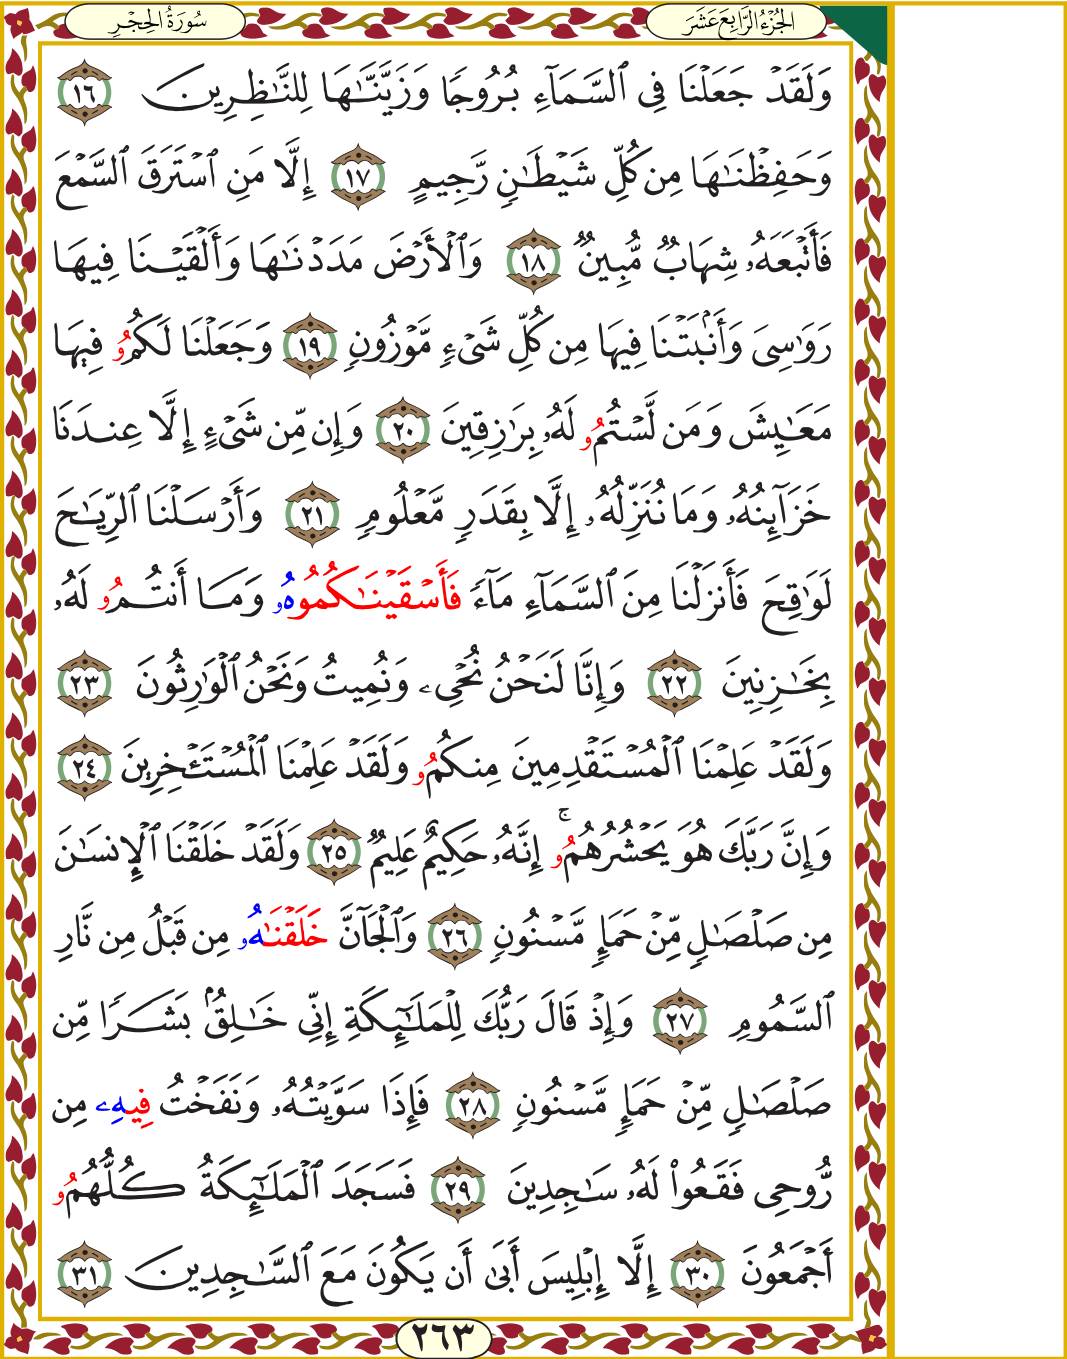 الجُزْءُ الرَّابِعَ عَشَرَ
سُورَةُ الحِجْرِ
وَلَقَدْ جَعَلْنَا فِي السَّمَآءِ بُرُوجًا وَزَيَّنَّٰهَا لِلنَّٰظِرِينَ ١٦
وَحَفِظْنَٰهَا مِن كُلِّ شَيْطَٰنٍ رَّجِيمٍ ١٧ إِلَّا مَنِ ٱسْتَرَقَ ٱلسَّمْعَ
فَأَتْبَعَهُۥ شِهَابٌ مُّبِينٌ ١٨ وَٱلْأَرْضَ مَدَدْنَٰهَا وَأَلْقَيْنَا فِيهَا
رَوَٰسِىَ وَأَنۢبَتْنَا فِيهَا مِن كُلِّ شَىْءٍ مَّوْزُونٍ ١٩ وَجَعَلْنَا لَكُمُۥ فِيهَا
مَعَٰيِشَ وَمَن لَّسْتُمُۥ لَهُۥ بِرَٰزِقِينَ ٢٠ وَإِن مِّن شَىْءٍ إِلَّا عِندَنَا
خَزَآئِنُهُۥ وَمَا نُنَزِّلُهُۥٓ إِلَّا بِقَدَرٍ مَّعْلُومٍ ٢١ وَأَرْسَلْنَا ٱلرِّيَٰحَ
لَوَٰقِحَ فَأَنزَلْنَا مِنَ ٱلسَّمَآءِ مَآءً فَأَسْقَيْنَٰكُمُوهُۥ وَمَا أَنتُمُۥ لَهُۥ
بِخَٰزِنِينَ ٢٢ وَإِنَّا لَنَحْنُ نُحْىِۦ وَنُمِيتُ وَنَحْنُ ٱلْوَٰرِثُونَ ٢٣
وَلَقَدْ عَلِمْنَا ٱلْمُسْتَقْدِمِينَ مِنكُمُۥ وَلَقَدْ عَلِمْنَا ٱلْمُسْتَـْٔخِرِينَ ٢٤
وَإِنَّ رَبَّكَ هُوَ يَحْشُرُهُمُۥۚ إِنَّهُۥ حَكِيمٌ عَلِيمٌ ٢٥ وَلَقَدْ خَلَقْنَا ٱلْإِنسَٰنَ
مِن صَلْصَٰلٍ مِّنْ حَمَإٍ مَّسْنُونٍ ٢٦ وَٱلْجَآنَّ خَلَقْنَٰهُۥ مِن قَبْلُ مِن نَّارِ
ٱلسَّمُومِ ٢٧ وَإِذْ قَالَ رَبُّكَ لِلْمَلَٰٓئِكَةِ إِنِّى خَٰلِقٌۢ بَشَرًا مِّن
صَلْصَٰلٍ مِّنْ حَمَإٍ مَّسْنُونٍ ٢٨ فَإِذَا سَوَّيْتُهُۥ وَنَفَخْتُ فِيهِۦ مِن
رُّوحِى فَقَعُوا۟ لَهُۥ سَٰجِدِينَ ٢٩ فَسَجَدَ ٱلْمَلَٰٓئِكَةُ كُلُّهُمُۥ
أَجْمَعُونَ ٣٠ إِلَّا إِبْلِيسَ أَبَىٰ أَن يَكُونَ مَعَ ٱلسَّٰجِدِينَ ٣١
٢٦٣